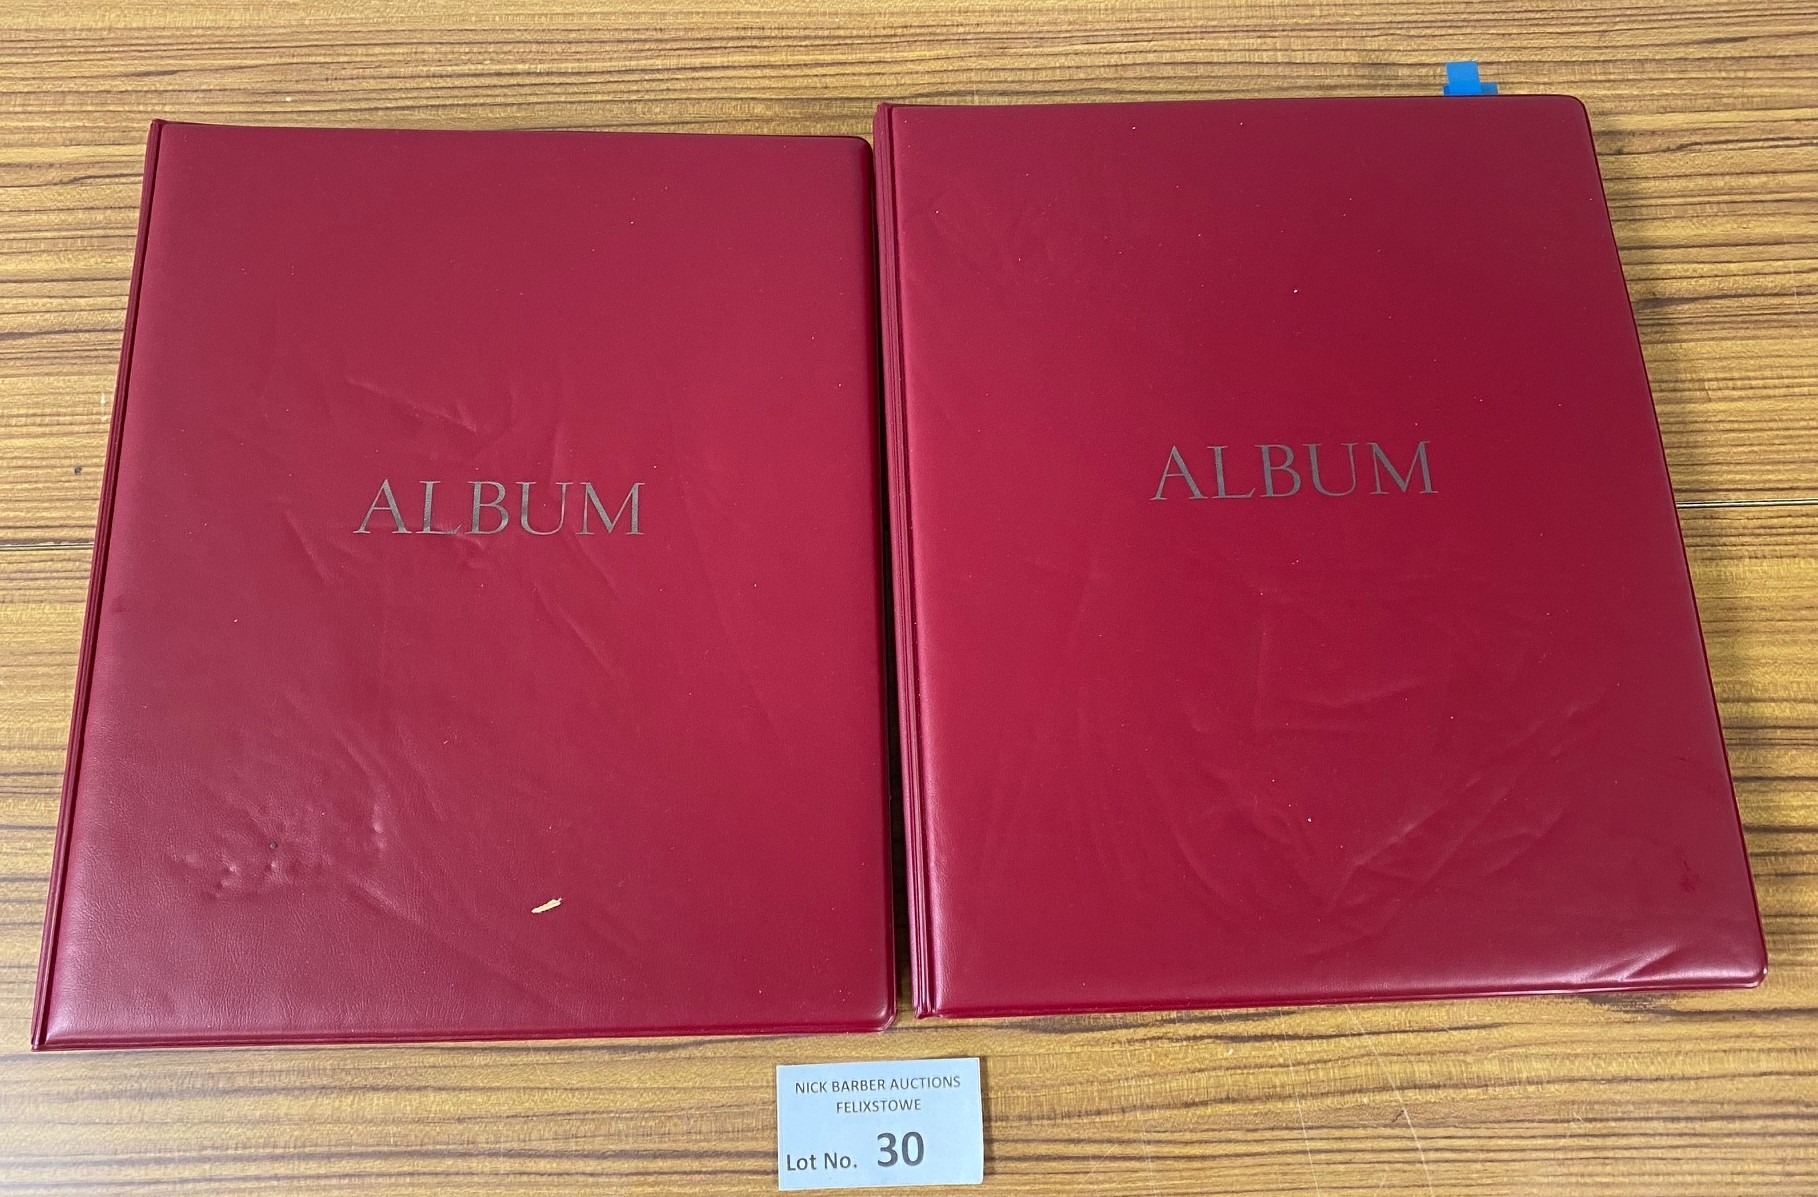 ALBUM
ALBUM
NICK BARBER AUCTIONS
FELIXSTOWE
Lot No. 30